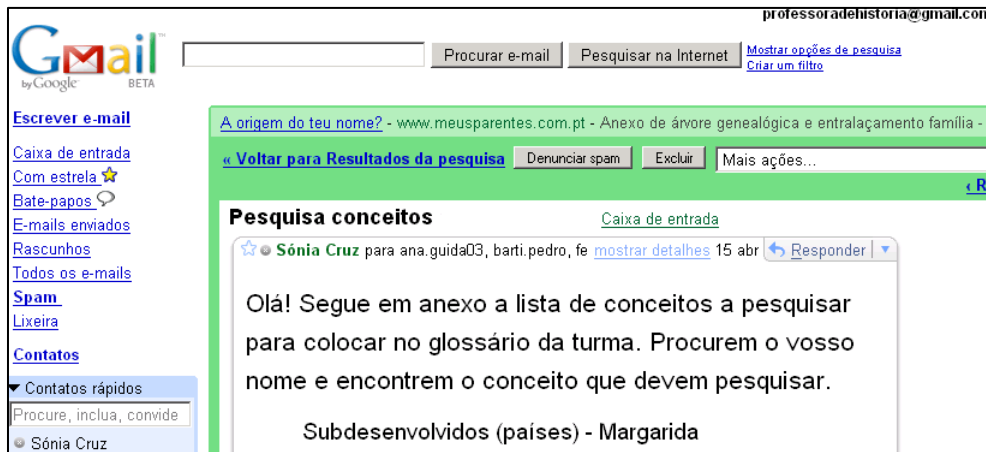 professoradehistoria@gmail.com
Gmail
by Google BETA
Procurar e-mail Pesquisar na Internet Mostrar opções de pesquisa
Criar um filtro
Escrever e-mail
Caixa de entrada
Com estrela
Bate-papos
E-mails enviados
Rascunhos
Todos os e-mails
Spam
Lixeira
Contatos
Contatos rápidos
Procure, inclua, convide
Sónia Cruz
A origem do teu nome? - www.meusparentes.com.pt - Anexo de árvore genealógica e entralaçamento família -
« Voltar para Resultados da pesquisa Denunciar spam Excluir Mais ações...
‹ R
Pesquisa conceitos Caixa de entrada
Sónia Cruz para ana.guida03, barti.pedro, fe mostrar detalhes 15 abr Responder
Olá! Segue em anexo a lista de conceitos a pesquisar
para colocar no glossário da turma. Procurem o vosso
nome e encontrem o conceito que devem pesquisar.
Subdesenvolvidos (países) - Margarida